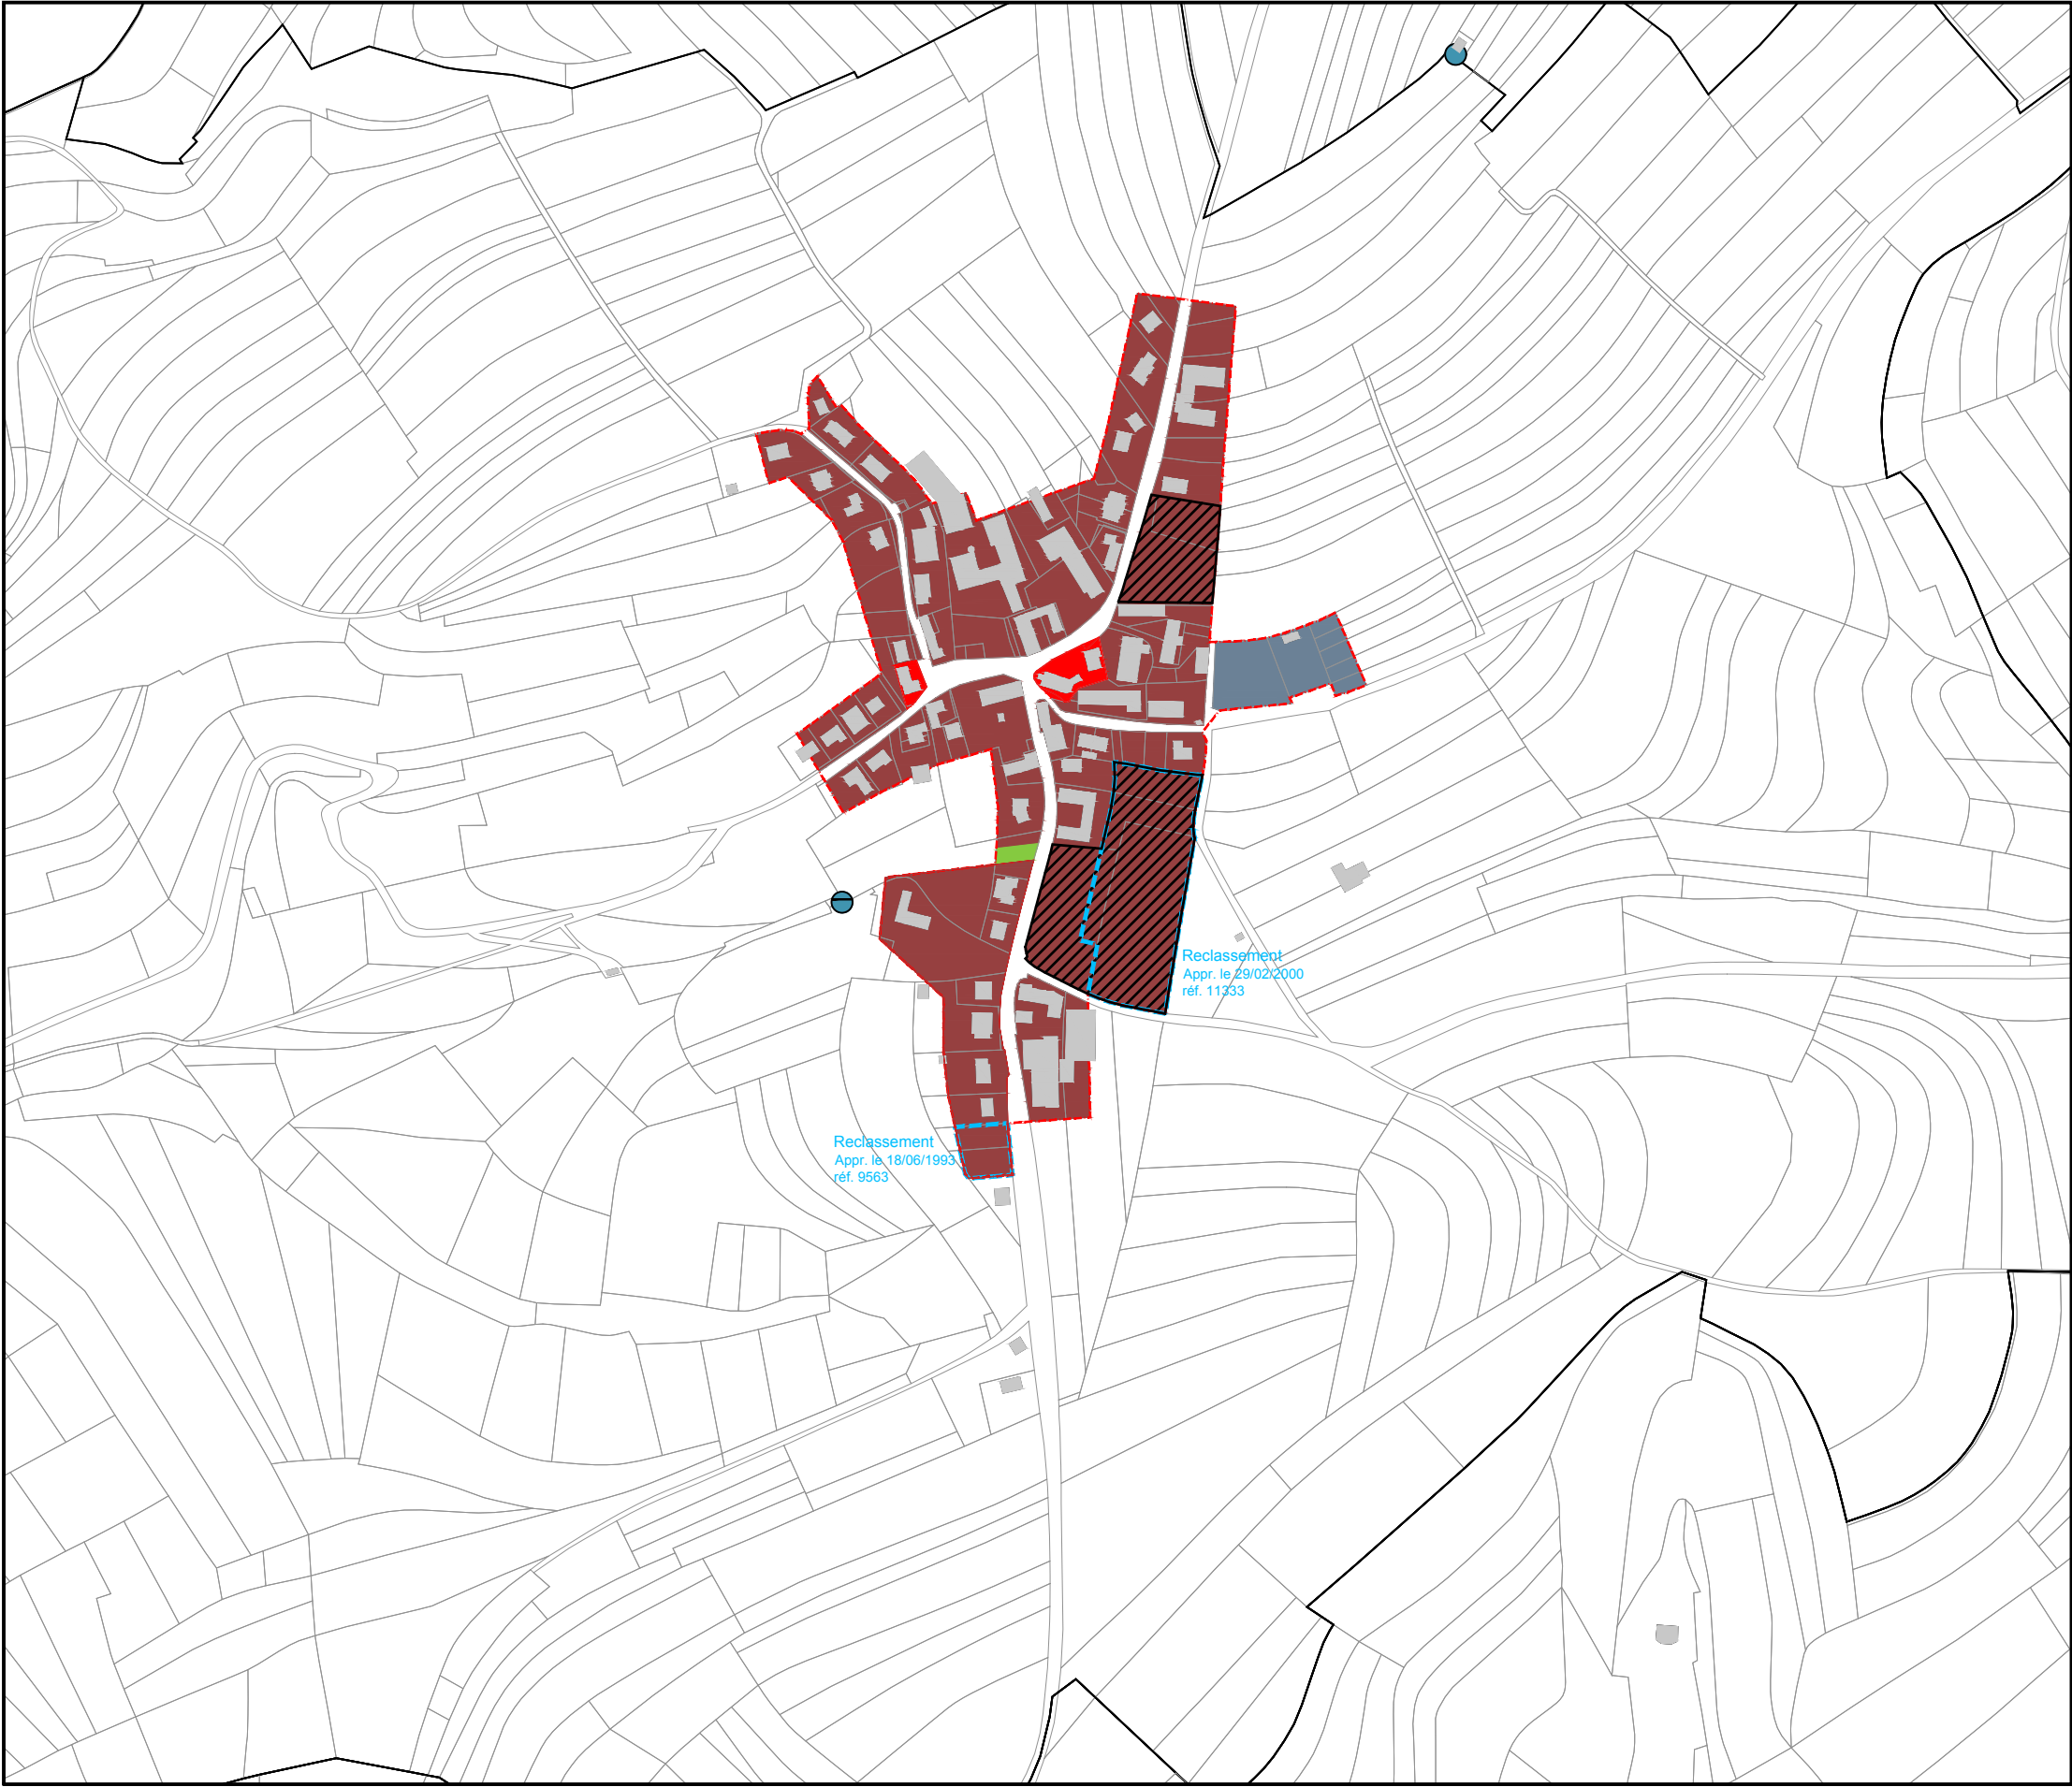 Reclassement
Appr. le 29/02/2000
réf. 11333
Reclassement
Appr. le 18/06/1993
réf. 9563